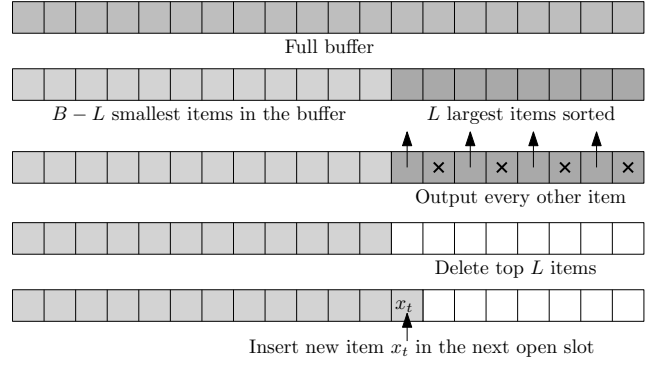 Full buffer
$B - L$ smallest items in the buffer
$L$ largest items sorted
Output every other item
Delete top $L$ items
$x_t$
Insert new item $x_t$ in the next open slot